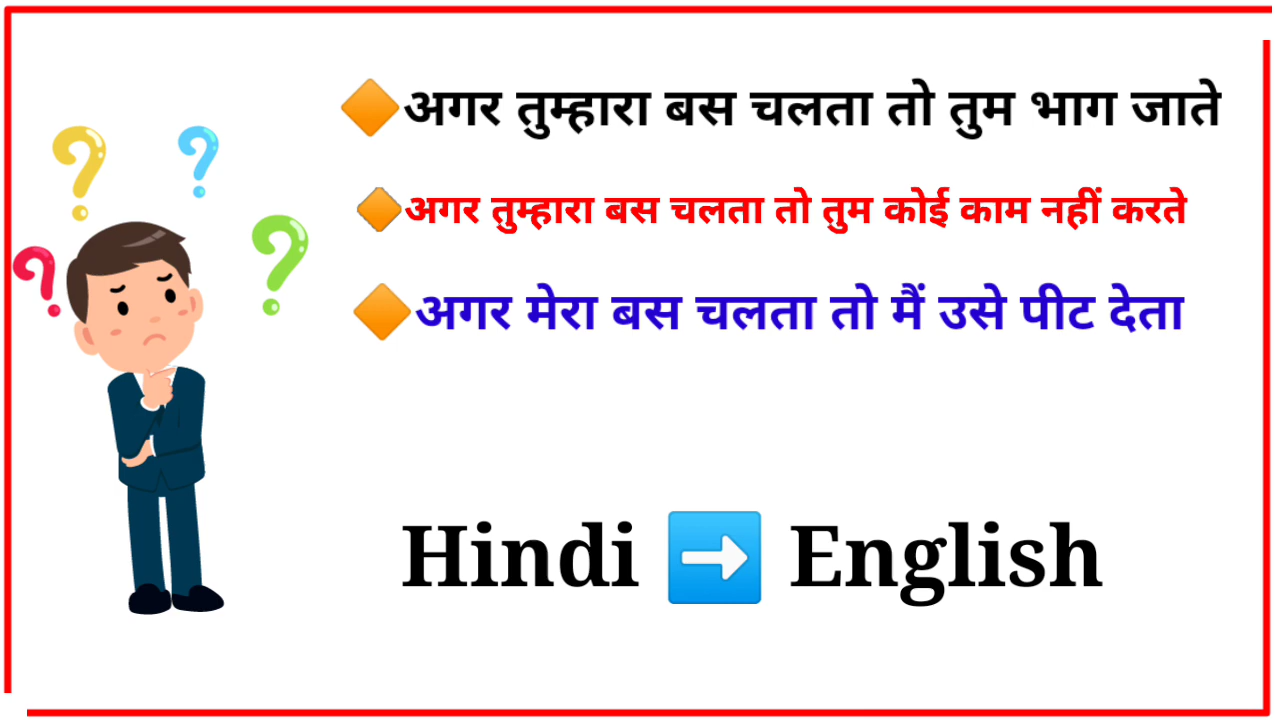 🔶अगर तुम्हारा बस चलता तो तुम भाग जाते
🔶अगर तुम्हारा बस चलता तो तुम कोई काम नहीं करते
🔶अगर मेरा बस चलता तो मैं उसे पीट देता
Hindi ➡️ English